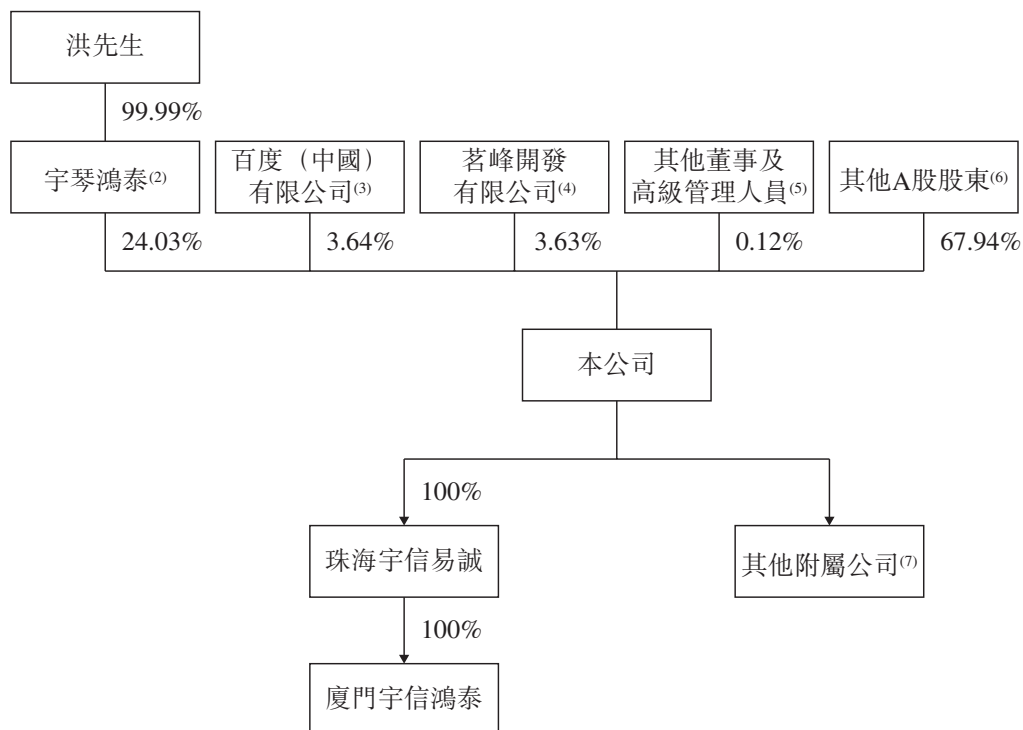 洪先生
99.99%
宇琴鴻泰(2)
百度（中國）
有限公司(3)
茗峰開發
有限公司(4)
其他董事及
高級管理人員(5)
其他A股股東(6)
24.03%
3.64%
3.63%
0.12%
67.94%
本公司
100%
珠海宇信易誠
其他附屬公司(7)
100%
廈門宇信鴻泰